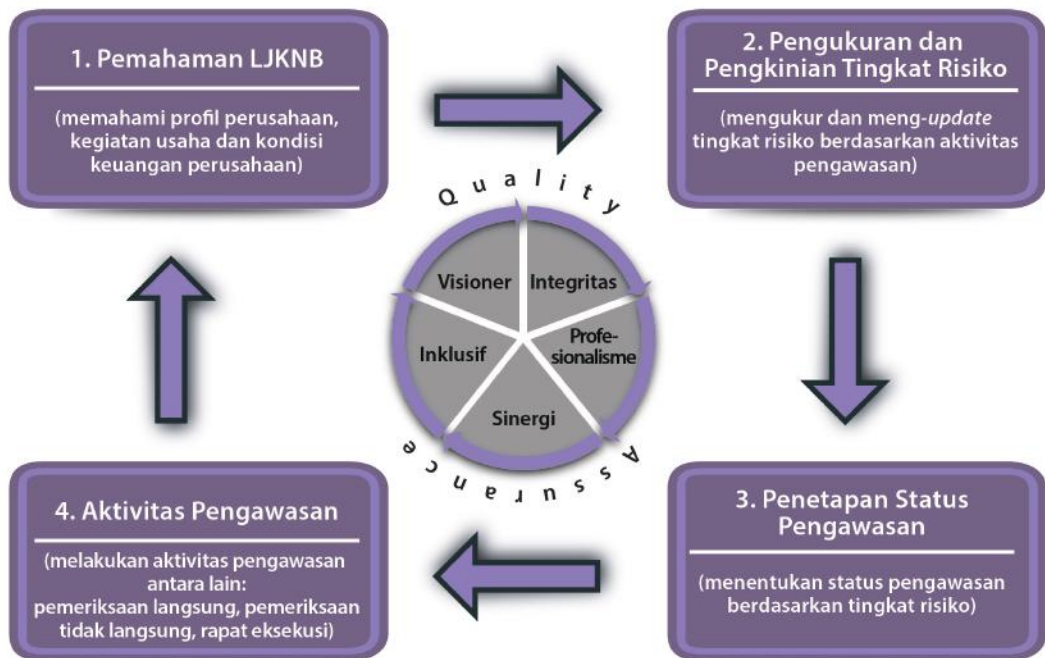 1. Pemahaman LJKNB
(memahami profil perusahaan,
kegiatan usaha dan kondisi
keuangan perusahaan)
2. Pengukuran dan
Pengkinian Tingkat Risiko
(mengukur dan meng-update
tingkat risiko berdasarkan aktivitas
pengawasan)
Quality
Visioner
Integritas
Inklusif
Profe-
sionalisme
Sinergi
Assurance
4. Aktivitas Pengawasan
(melakukan aktivitas pengawasan
antara lain:
pemeriksaan langsung, pemeriksaan
tidak langsung, rapat eksekusi)
3. Penetapan Status
Pengawasan
(menentukan status pengawasan
berdasarkan tingkat risiko)